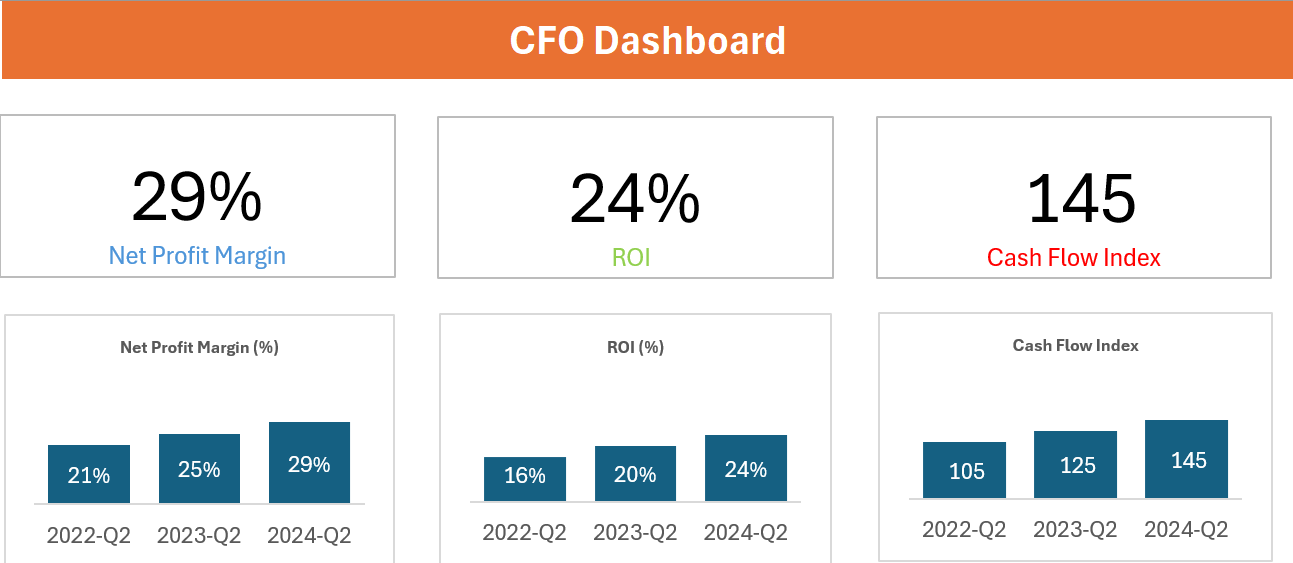 CFO Dashboard
29%
Net Profit Margin
24%
ROI
145
Cash Flow Index
Net Profit Margin (%)
21% 25% 29%
2022-Q2 2023-Q2 2024-Q2
ROI (%)
16% 20% 24%
2022-Q2 2023-Q2 2024-Q2
Cash Flow Index
105 125 145
2022-Q2 2023-Q2 2024-Q2